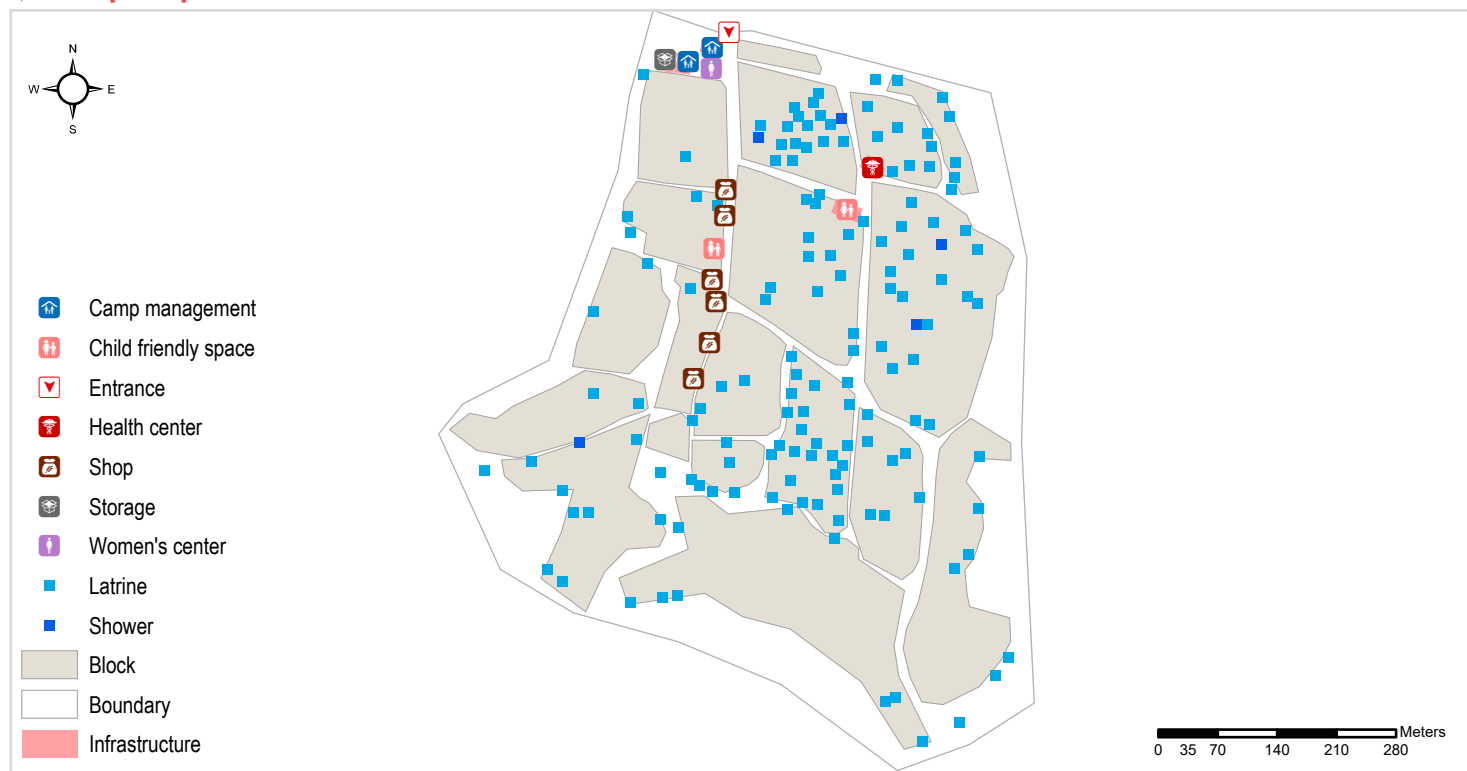 N
W E
S
Camp management
Child friendly space
Entrance
Health center
Shop
Storage
Women's center
Latrine
Shower
Block
Boundary
Infrastructure
Meters
0 35 70 140 210 280